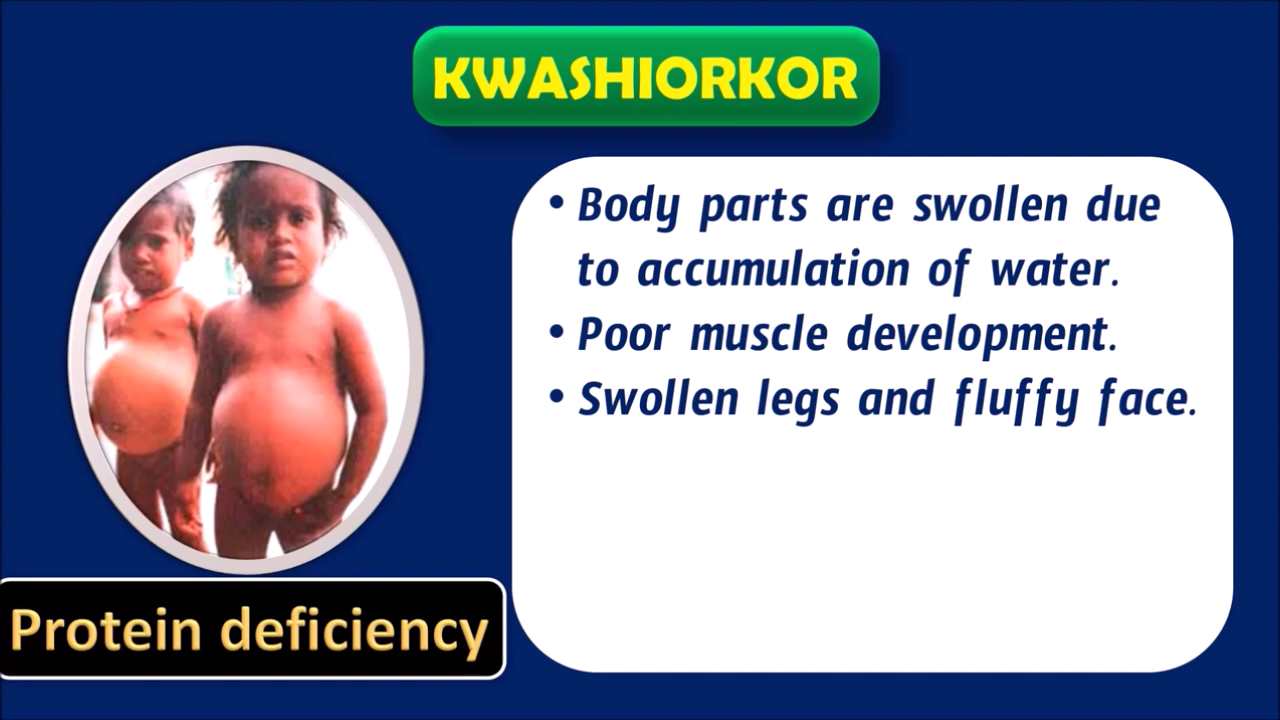 KWASHIORKOR
• Body parts are swollen due
to accumulation of water.
• Poor muscle development.
• Swollen legs and fluffy face.
Protein deficiency